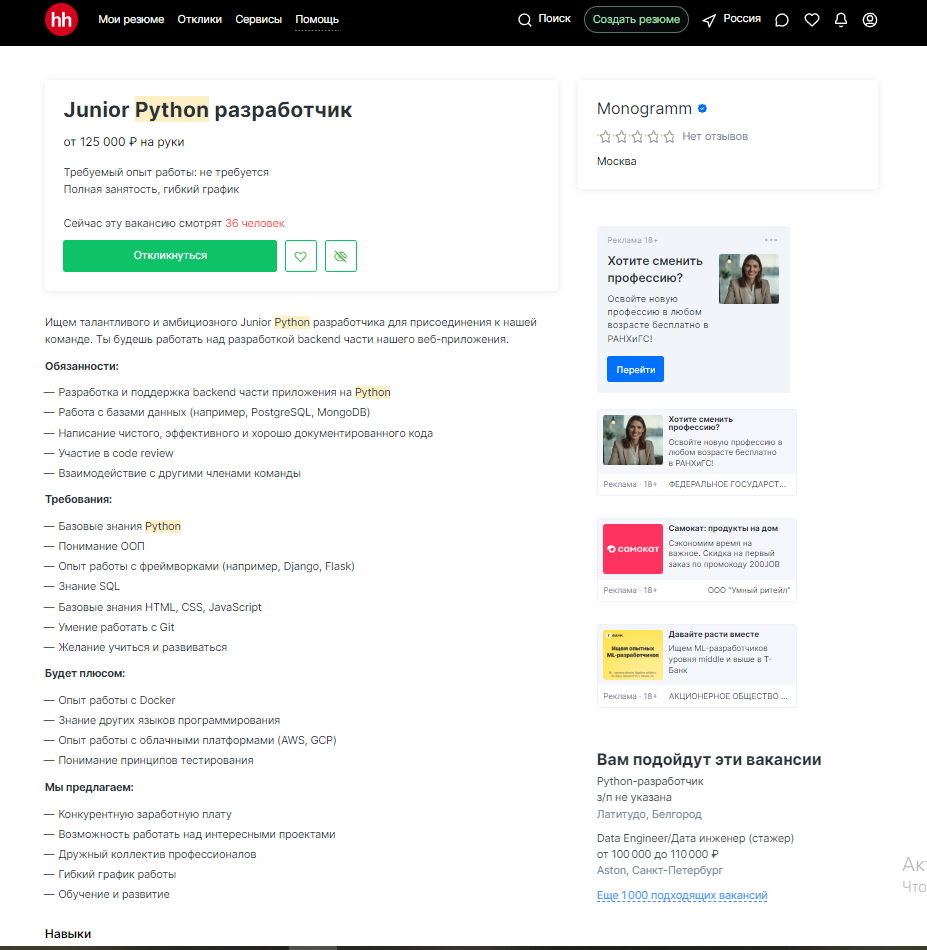 hh Мои резюме Отклики Сервисы Помощь Поиск Создать резюме Россия
Junior Python разработчик
от 125 000 ₽ на руки
Требуемый опыт работы: не требуется
Полная занятость, гибкий график
Сейчас эту вакансию смотрят 36 человек
Откликнуться
Ищем талантливого и амбициозного Junior Python разработчика для присоединения к нашей
команде. Ты будешь работать над разработкой backend части нашего веб-приложения.
Обязанности:
— Разработка и поддержка backend части приложения на Python
— Работа с базами данных (например, PostgreSQL, MongoDB)
— Написание чистого, эффективного и хорошо документированного кода
— Участие в code review
— Взаимодействие с другими членами команды
Требования:
— Базовые знания Python
— Понимание ООП
— Опыт работы с фреймворками (например, Django, Flask)
— Знание SQL
— Базовые знания HTML, CSS, JavaScript
— Умение работать с Git
— Желание учиться и развиваться
Будет плюсом:
— Опыт работы с Docker
— Знание других языков программирования
— Опыт работы с облачными платформами (AWS, GCP)
— Понимание принципов тестирования
Мы предлагаем:
— Конкурентную заработную плату
— Возможность работать над интересными проектами
— Дружный коллектив профессионалов
— Гибкий график работы
— Обучение и развитие
Навыки
Monogramm
Нет отзывов
Москва
Реклама 18+
Хотите сменить
профессию?
Освойте новую
профессию в любом
возрасте бесплатно в
РАНХиГС!
Перейти
Хотите сменить
профессию?
Освойте новую профессию в
любом возрасте бесплатно
в РАНХиГС!
Реклама · 18+ ФЕДЕРАЛЬНОЕ ГОСУДАРСТ...
самокат
Самокат: продукты на дом
Сэкономим время на
важное. Скидка на первый
заказ по промокоду 200JOB
Реклама · 18+ ООО "Умный ритейл"
БАНК
Ищем опытных
ML-разработчиков
Давайте расти вместе
Ищем ML-разработчиков
уровня middle и выше в Т-
Банк
Реклама · 18+ АКЦИОНЕРНОЕ ОБЩЕСТВО ...
Вам подойдут эти вакансии
Python-разработчик
з/п не указана
Латитудо, Белгород
Data Engineer/Дата инженер (стажер)
от 100 000 до 110 000 ₽
Aston, Санкт-Петербург
Еще 1 000 подходящих вакансий
Ак
Что